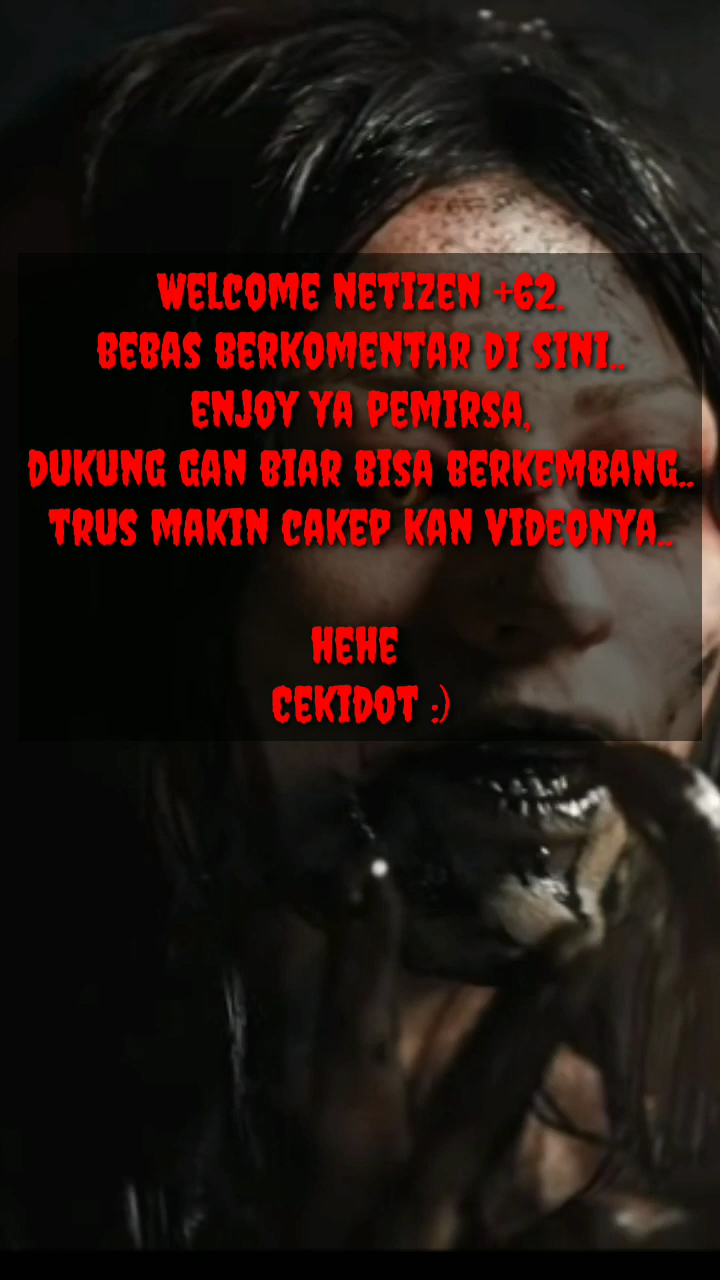 WELCOME NETIZEN +62.
BEBAS BERKOMENTAR DI SINI..
ENJOY YA PEMIRSA,
DUKUNG GAN BIAR BISA BERKEMBANG..
TRUS MAKIN CAKEP KAN VIDEONYA..
HEHE
CEKIDOT :)